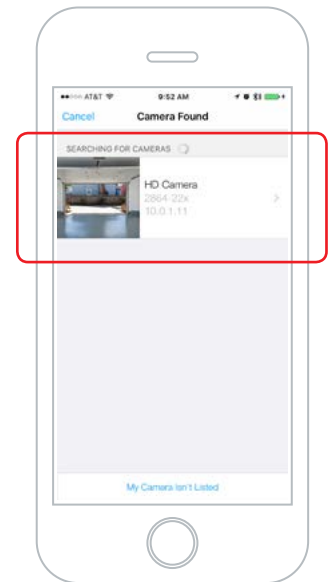 AT&T 9:52 AM
Cancel Camera Found
SEARCHING FOR CAMERAS
HD Camera
2864-22x
10.0.1.11
My Camera Isn't Listed